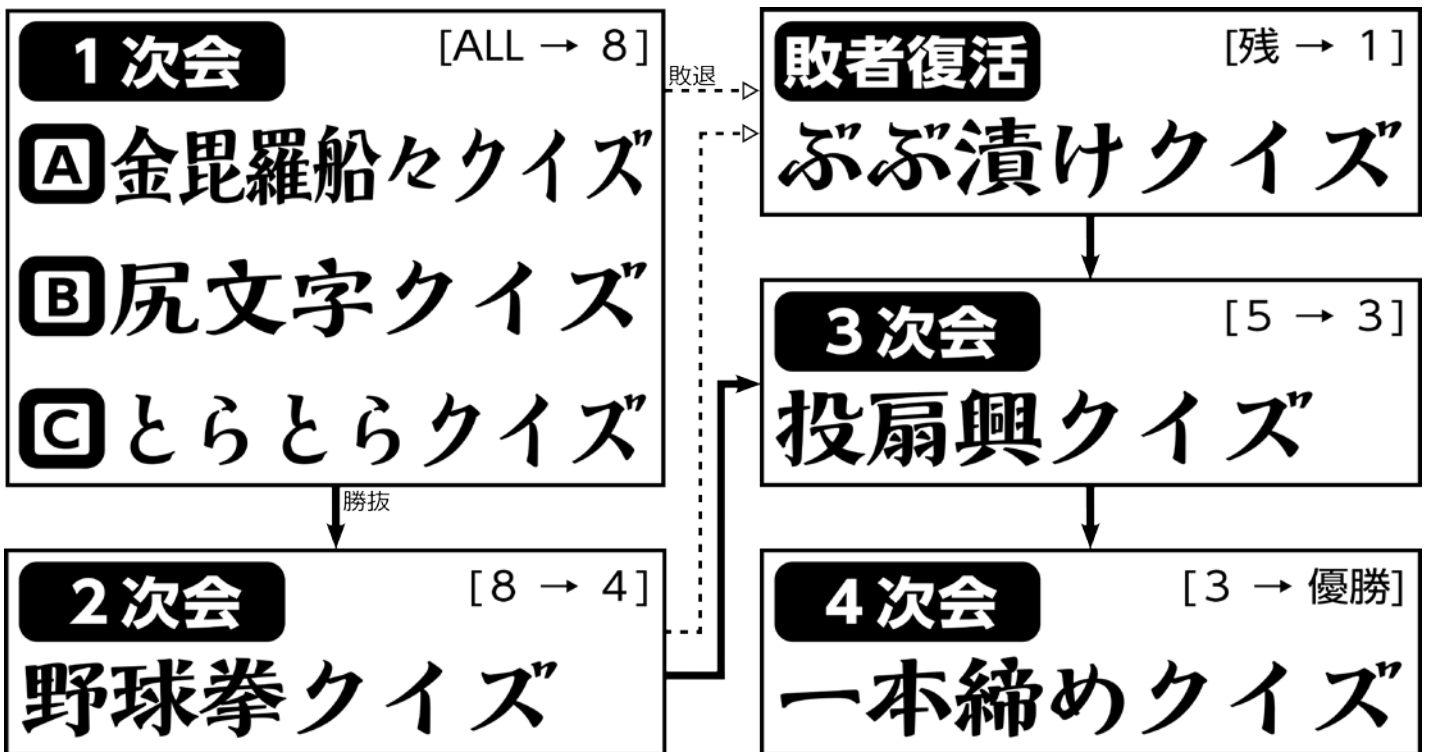 1次会 [ALL → 8]
A 金毘羅船々クイズ
B 尻文字クイズ
C とらとらクイズ
勝抜
2次会 [8 → 4]
野球拳クイズ
敗退
敗者復活 [残 → 1]
ぶぶ漬けクイズ
3次会 [5 → 3]
投扇興クイズ
4次会 [3 → 優勝]
一本締めクイズ